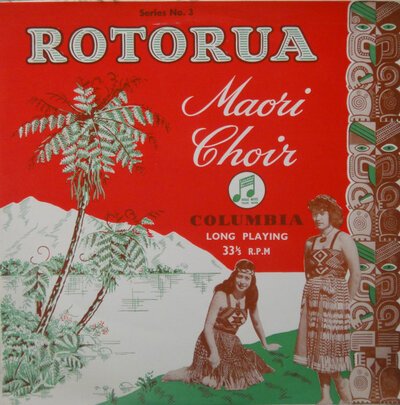 Series No. 3
ROTORUA
Maori
Choir
COLUMBIA
LONG PLAYING
33⅓ R.P.M